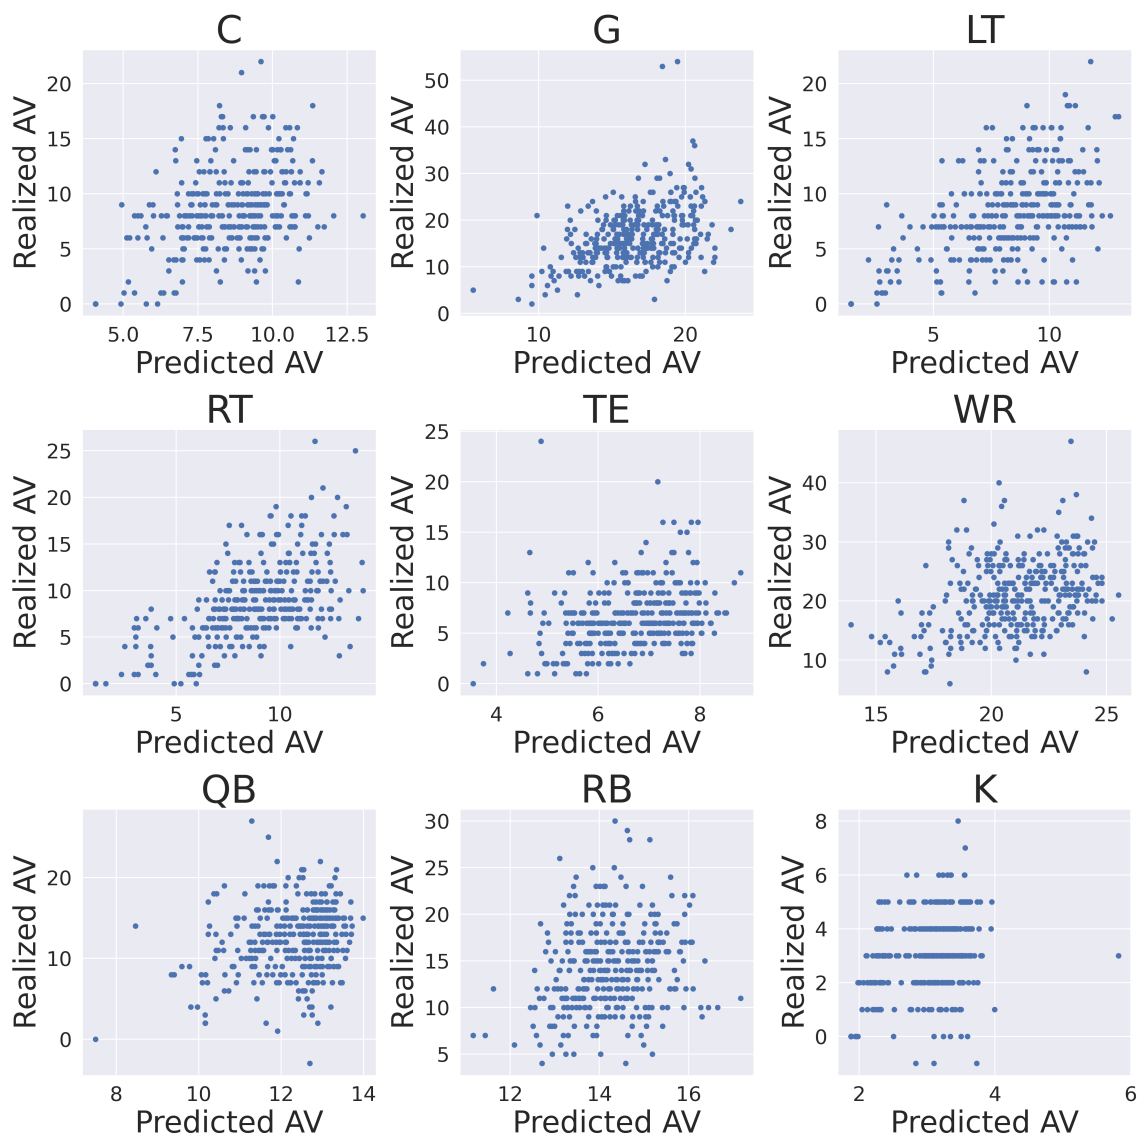 C G LT
20 15 10 5 0
Realized AV
5.0 7.5 10.0 12.5
Predicted AV
50 40 30 20 10 0
Realized AV
10 20
Predicted AV
20 15 10 5 0
Realized AV
5 10
Predicted AV
RT TE WR
25 20 15 10 5 0
Realized AV
5 10
Predicted AV
25 20 15 10 5 0
Realized AV
4 6 8
Predicted AV
40 30 20 10
Realized AV
15 20 25
Predicted AV
QB RB K
20 10 0
Realized AV
8 10 12 14
Predicted AV
30 25 20 15 10 5
Realized AV
12 14 16
Predicted AV
8 6 4 2 0
Realized AV
2 4 6
Predicted AV